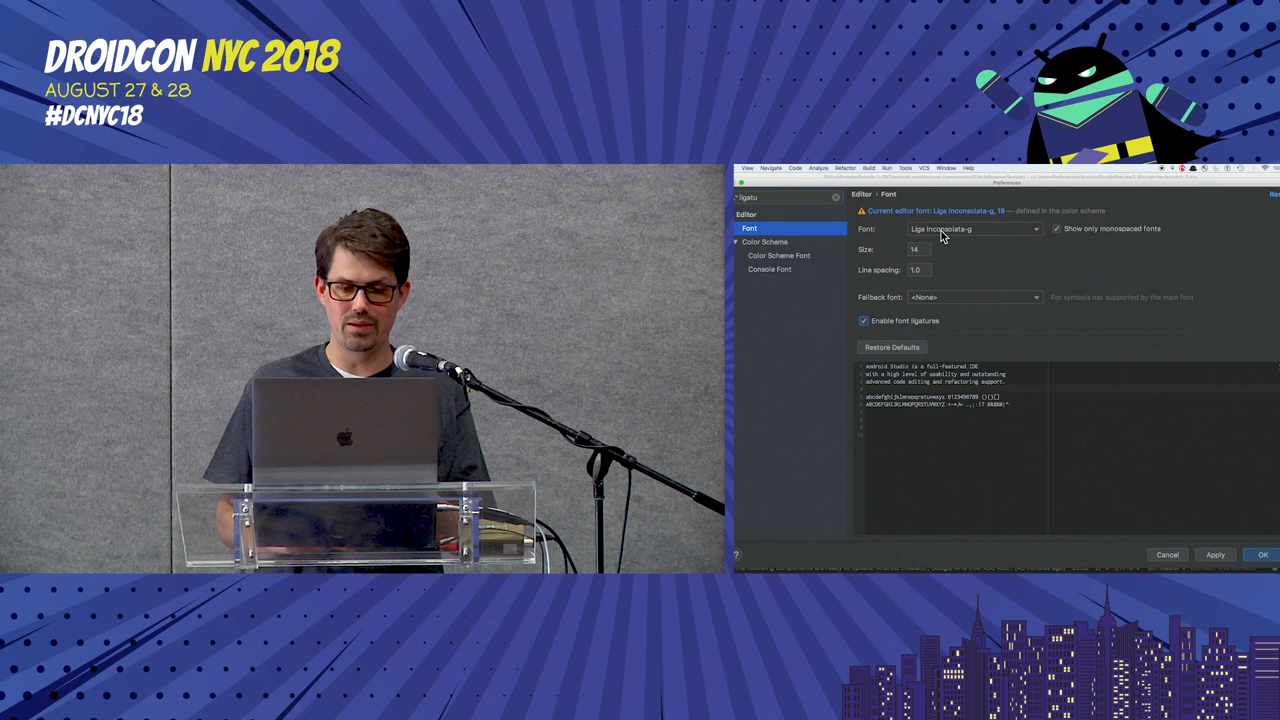 DROIDCON NYC 2018
AUGUST 27 & 28
#DCNYC18
View Navigate Code Analyze Refactor Build Run Tools VCS Window Help
Preferences
ligatu
Editor › Font
Editor
Font
Color Scheme
Color Scheme Font
Console Font
Current editor font: Liga Inconsolata-g, 18 — defined in the color scheme
Font: Liga Inconsolata-g Show only monospaced fonts
Size: 14
Line spacing: 1.0
Fallback font: <None> For symbols not supported by the main font
Enable font ligatures
Restore Defaults
Android Studio is a full-featured IDE
with a high level of usability and outstanding
advanced code editing and refactoring support.
abcdefghijklmnopqrstuvwxyz 0123456789 (){}[]
ABCDEFGHIJKLMNOPQRSTUVWXYZ
? Cancel Apply OK